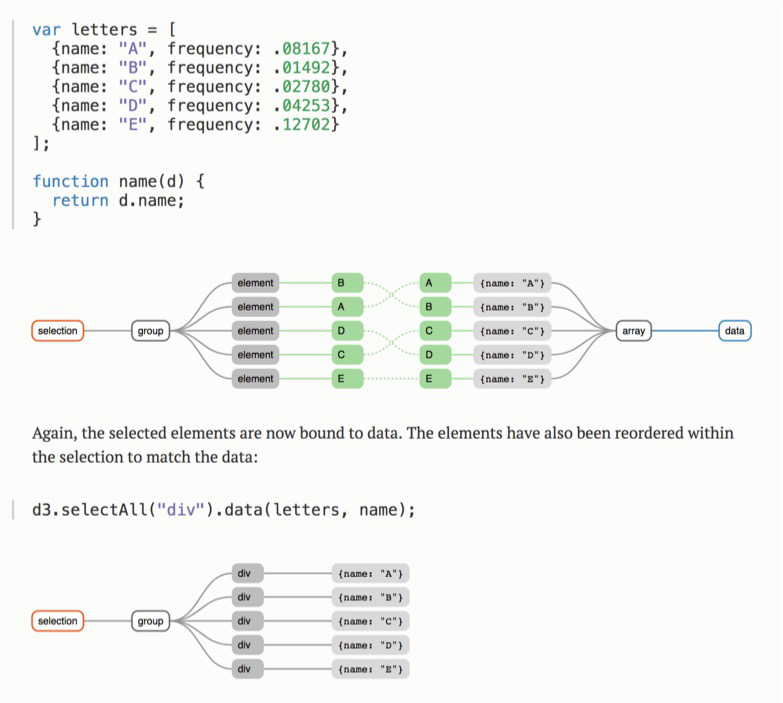 var letters = [
  {name: "A", frequency: .08167},
  {name: "B", frequency: .01492},
  {name: "C", frequency: .02780},
  {name: "D", frequency: .04253},
  {name: "E", frequency: .12702}
];
function name(d) {
  return d.name;
}
element B A {name: "A"}
element A B {name: "B"}
selection group element D C {name: "C"} array data
element C D {name: "D"}
element E E {name: "E"}
Again, the selected elements are now bound to data. The elements have also been reordered within
the selection to match the data:
d3.selectAll("div").data(letters, name);
div {name: "A"}
div {name: "B"}
selection group div {name: "C"}
div {name: "D"}
div {name: "E"}